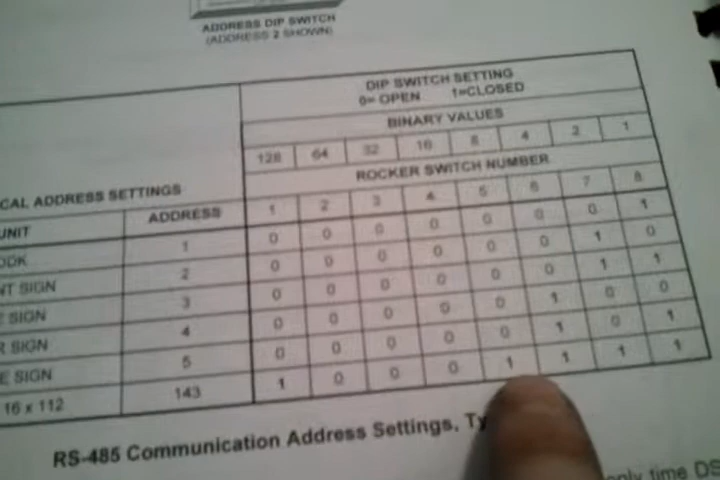 ADDRESS DIP SWITCH
(ADDRESS 2 SHOWN)
DIP SWITCH SETTING
0= OPEN 1=CLOSED
BINARY VALUES
128 64 32 16 8 4 2 1
CAL ADDRESS SETTINGS ROCKER SWITCH NUMBER
UNIT ADDRESS 1 2 3 4 5 6 7 8
OOK 1 0 0 0 0 0 0 0 1
NT SIGN 2 0 0 0 0 0 0 1 0
E SIGN 3 0 0 0 0 0 0 1 1
R SIGN 4 0 0 0 0 0 1 0 0
E SIGN 5 0 0 0 0 0 1 0 1
16 x 112 143 1 0 0 0 1 1 1 1
RS-485 Communication Address Settings, Ty
only time DS